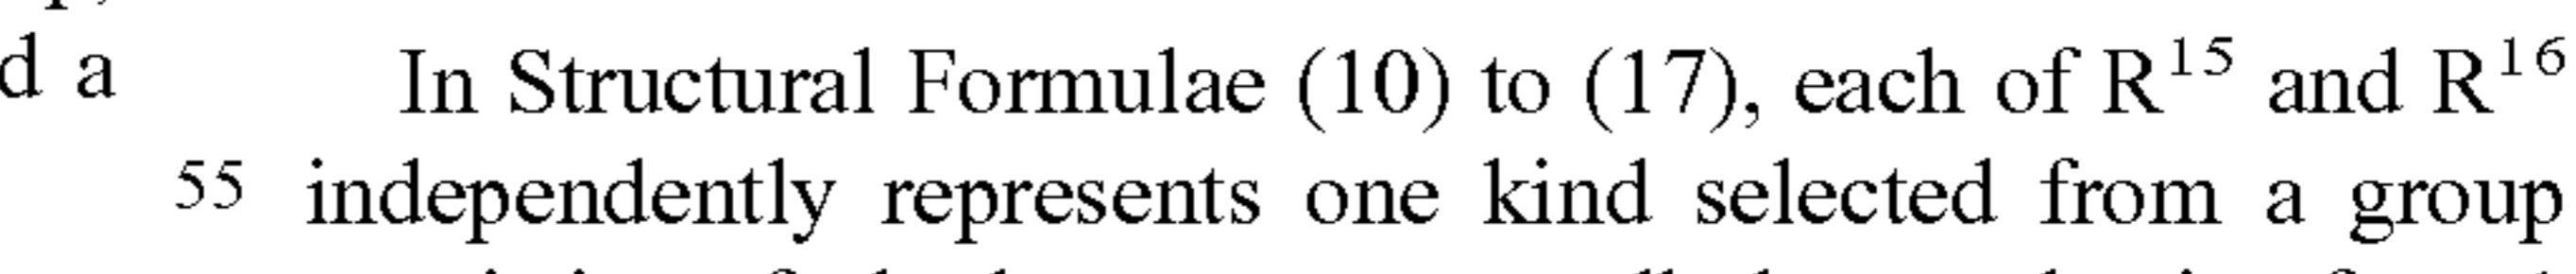 d a In Structural Formulae (10) to (17), each of R¹⁵ and R¹⁶
55 independently represents one kind selected from a group